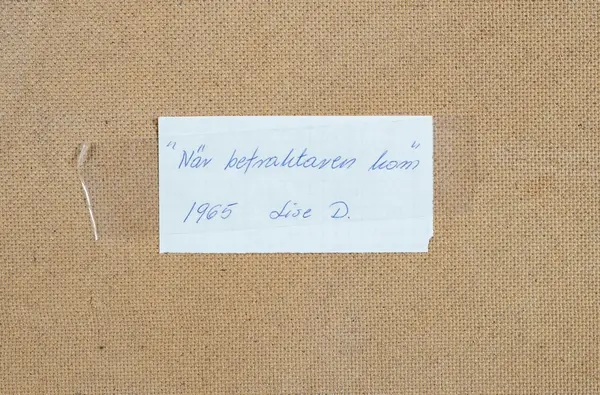 "När betraktaren kom"
1965 Lise D.